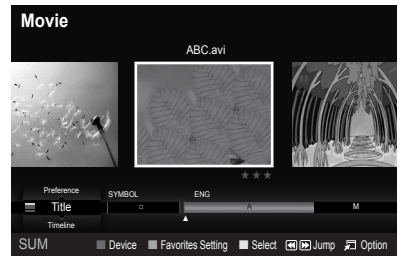 Movie
ABC.avi
★★★
Preference
SYMBOL
ENG
Title
A
M
Timeline
SUM
Device
Favorites Setting
Select
Jump
Option